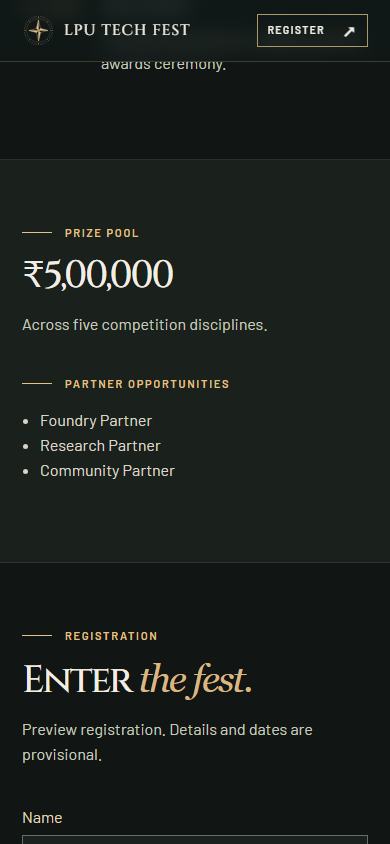 LPU TECH FEST
REGISTER
awards ceremony.
PRIZE POOL
₹5,00,000
Across five competition disciplines.
PARTNER OPPORTUNITIES
• Foundry Partner
• Research Partner
• Community Partner
REGISTRATION
ENTER the fest.
Preview registration. Details and dates are
provisional.
Name